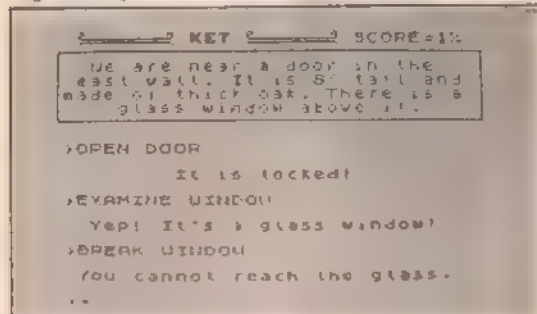 KET SCORE=1%
We are near a door in the
east wall. It is 8' tall and
made of thick oak. There is a
glass window above it.
>OPEN DOOR
It is locked!
>EXAMINE WINDOW
Yep! It's a glass window!
>BREAK WINDOW
You cannot reach the glass.